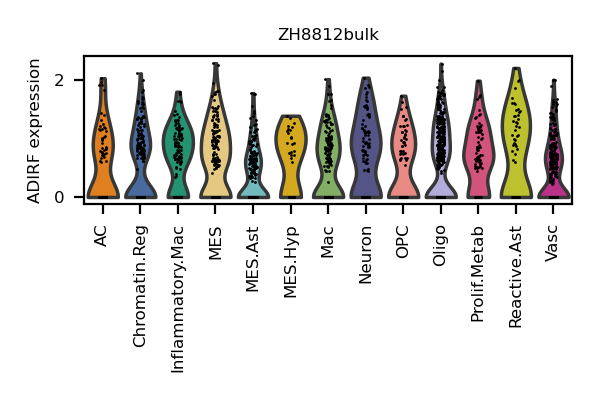 ZH8812bulk
ADIRF expression
2
0
AC
Chromatin.Reg
Inflammatory.Mac
MES
MES.Ast
MES.Hyp
Mac
Neuron
OPC
Oligo
Prolif.Metab
Reactive.Ast
Vasc